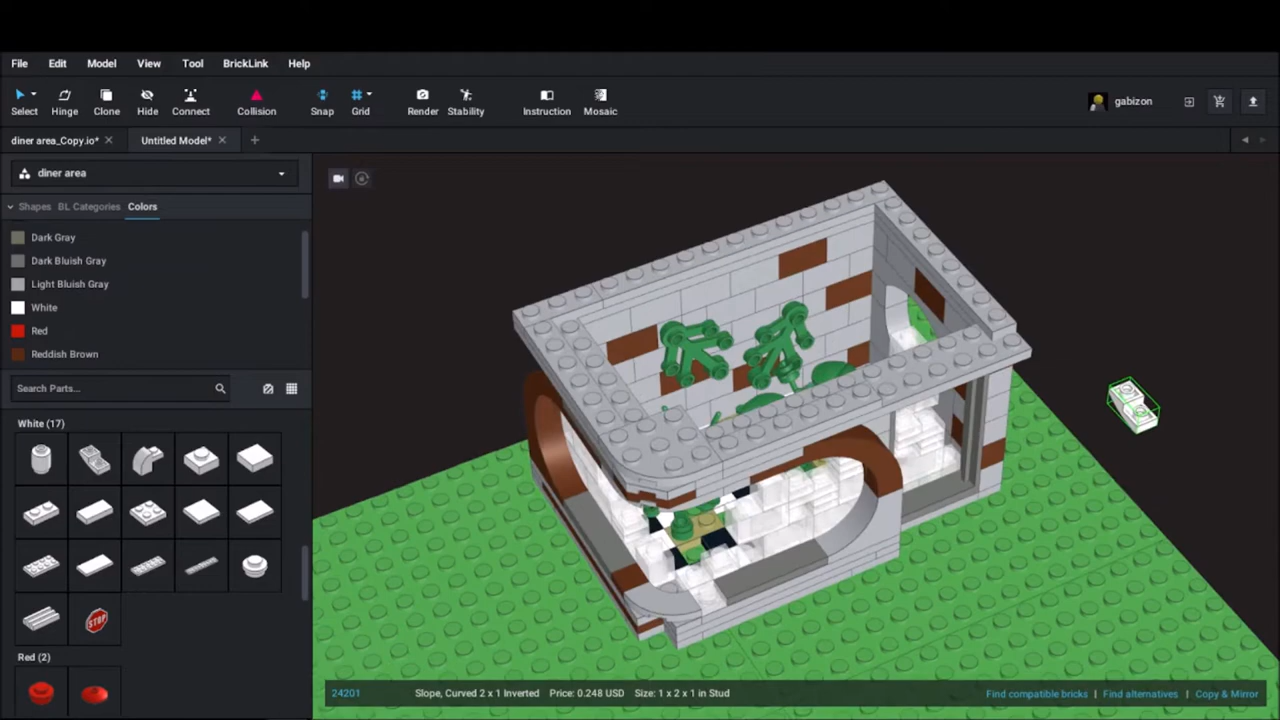 File Edit Model View Tool BrickLink Help
Select Hinge Clone Hide Connect Collision Snap Grid Render Stability Instruction Mosaic gabizon
diner area_Copy.io* Untitled Model*
diner area
Shapes BL Categories Colors
Dark Gray
Dark Bluish Gray
Light Bluish Gray
White
Red
Reddish Brown
Search Parts...
White (17)
STOP
Red (2)
24201 Slope, Curved 2 x 1 Inverted Price: 0.248 USD Size: 1 x 2 x 1 in Stud Find compatible bricks | Find alternatives | Copy & Mirror